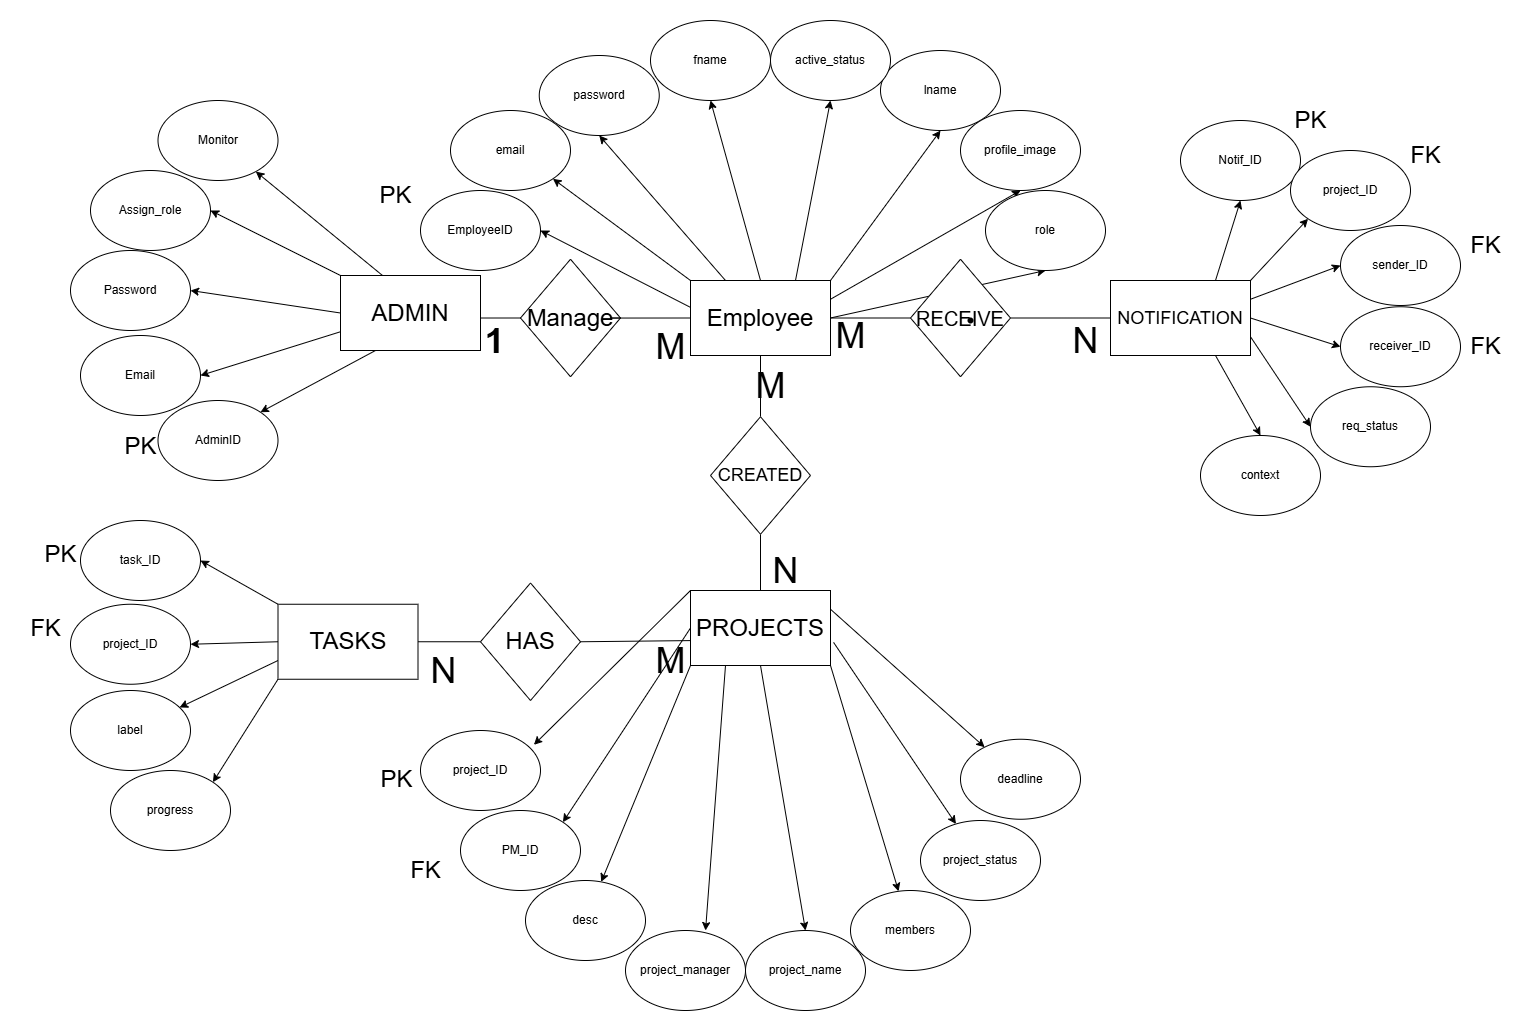 fname
active_status
lname
password
email
profile_image
PK
EmployeeID
role
Monitor
Assign_role
Password
Email
PK
AdminID
ADMIN
1
Manage
M
Employee
M
RECEIVE
N
NOTIFICATION
PK
Notif_ID
FK
project_ID
FK
sender_ID
receiver_ID
FK
req_status
context
M
CREATED
N
PK
task_ID
FK
project_ID
label
progress
TASKS
N
HAS
M
PROJECTS
project_ID
PK
PM_ID
FK
desc
project_manager
project_name
members
project_status
deadline